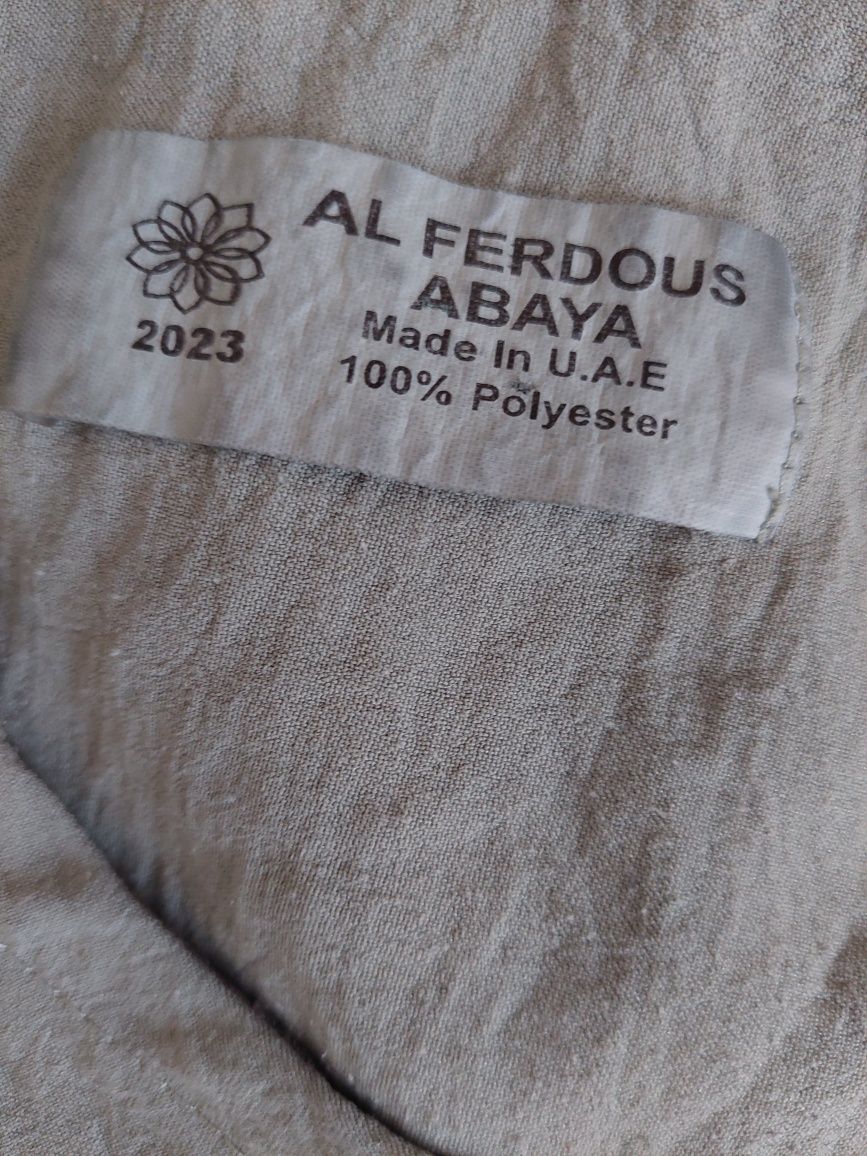 AL FERDOUS
ABAYA
Made In U.A.E
100% Polyester
2023